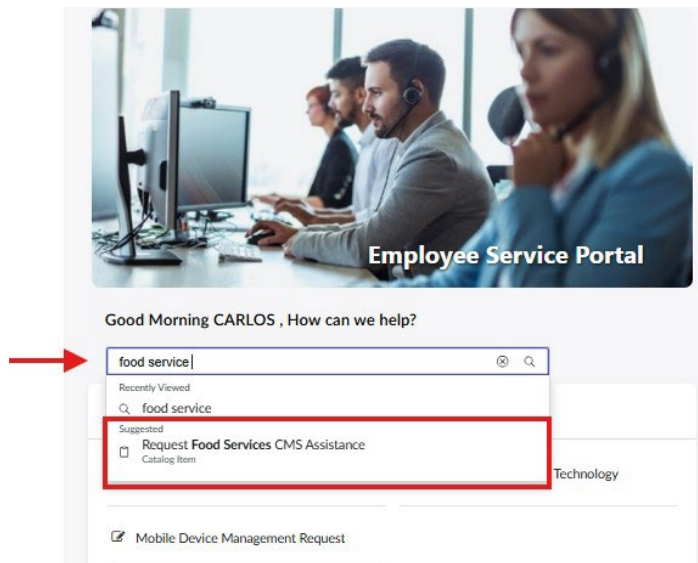 Employee Service Portal
Good Morning CARLOS , How can we help?
food service
Recently Viewed
food service
Suggested
Request Food Services CMS Assistance
Catalog Item
Technology
Mobile Device Management Request